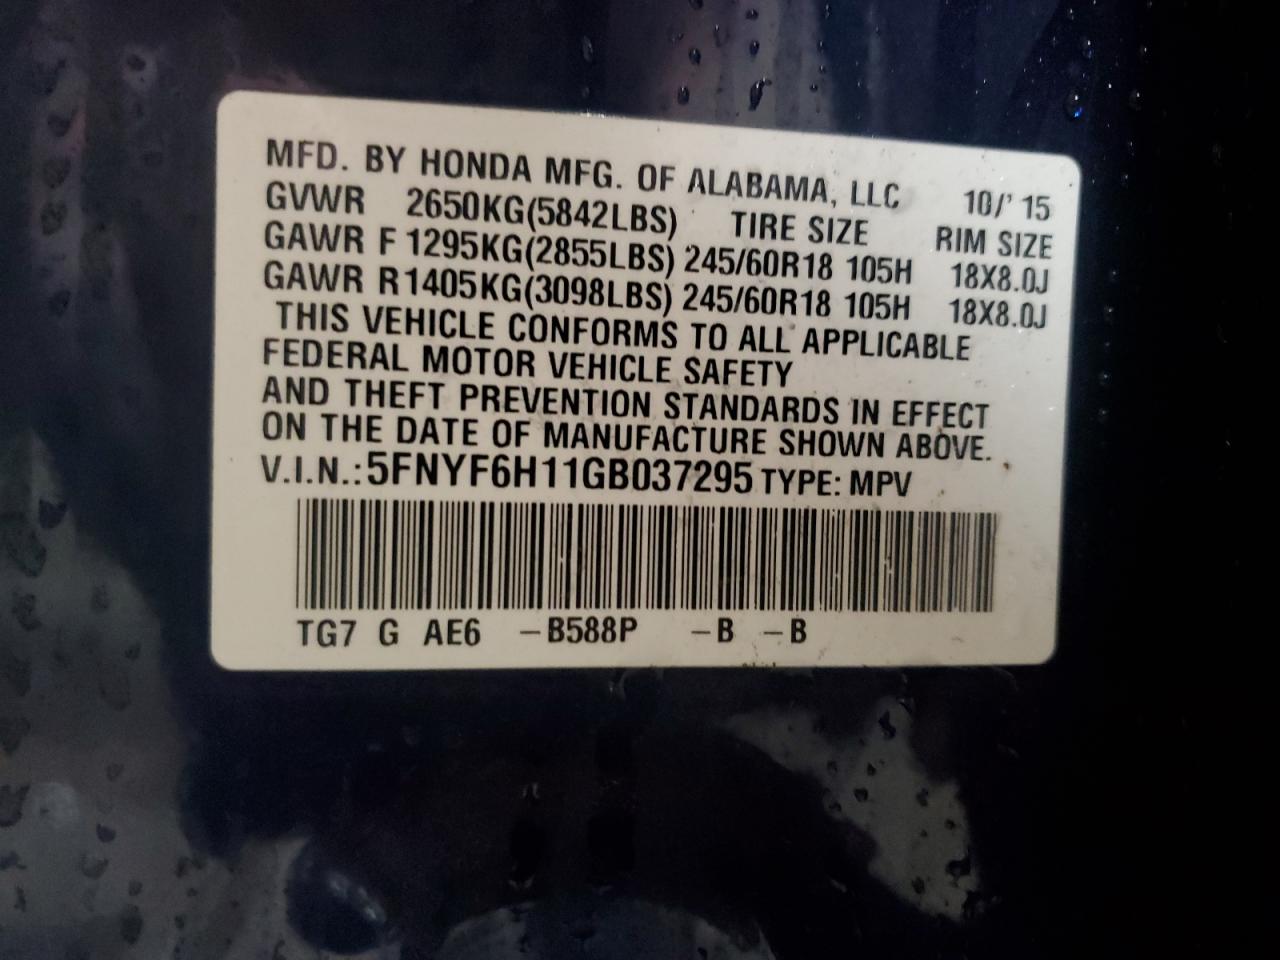 MFD. BY HONDA MFG. OF ALABAMA, LLC 10/' 15
GVWR 2650KG(5842LBS) TIRE SIZE RIM SIZE
GAWR F 1295KG(2855LBS) 245/60R18 105H 18X8.0J
GAWR R1405KG(3098LBS) 245/60R18 105H 18X8.0J
THIS VEHICLE CONFORMS TO ALL APPLICABLE
FEDERAL MOTOR VEHICLE SAFETY
AND THEFT PREVENTION STANDARDS IN EFFECT
ON THE DATE OF MANUFACTURE SHOWN ABOVE.
V.I.N.:5FNYF6H11GB037295 TYPE: MPV
TG7 G AE6 -B588P -B -B